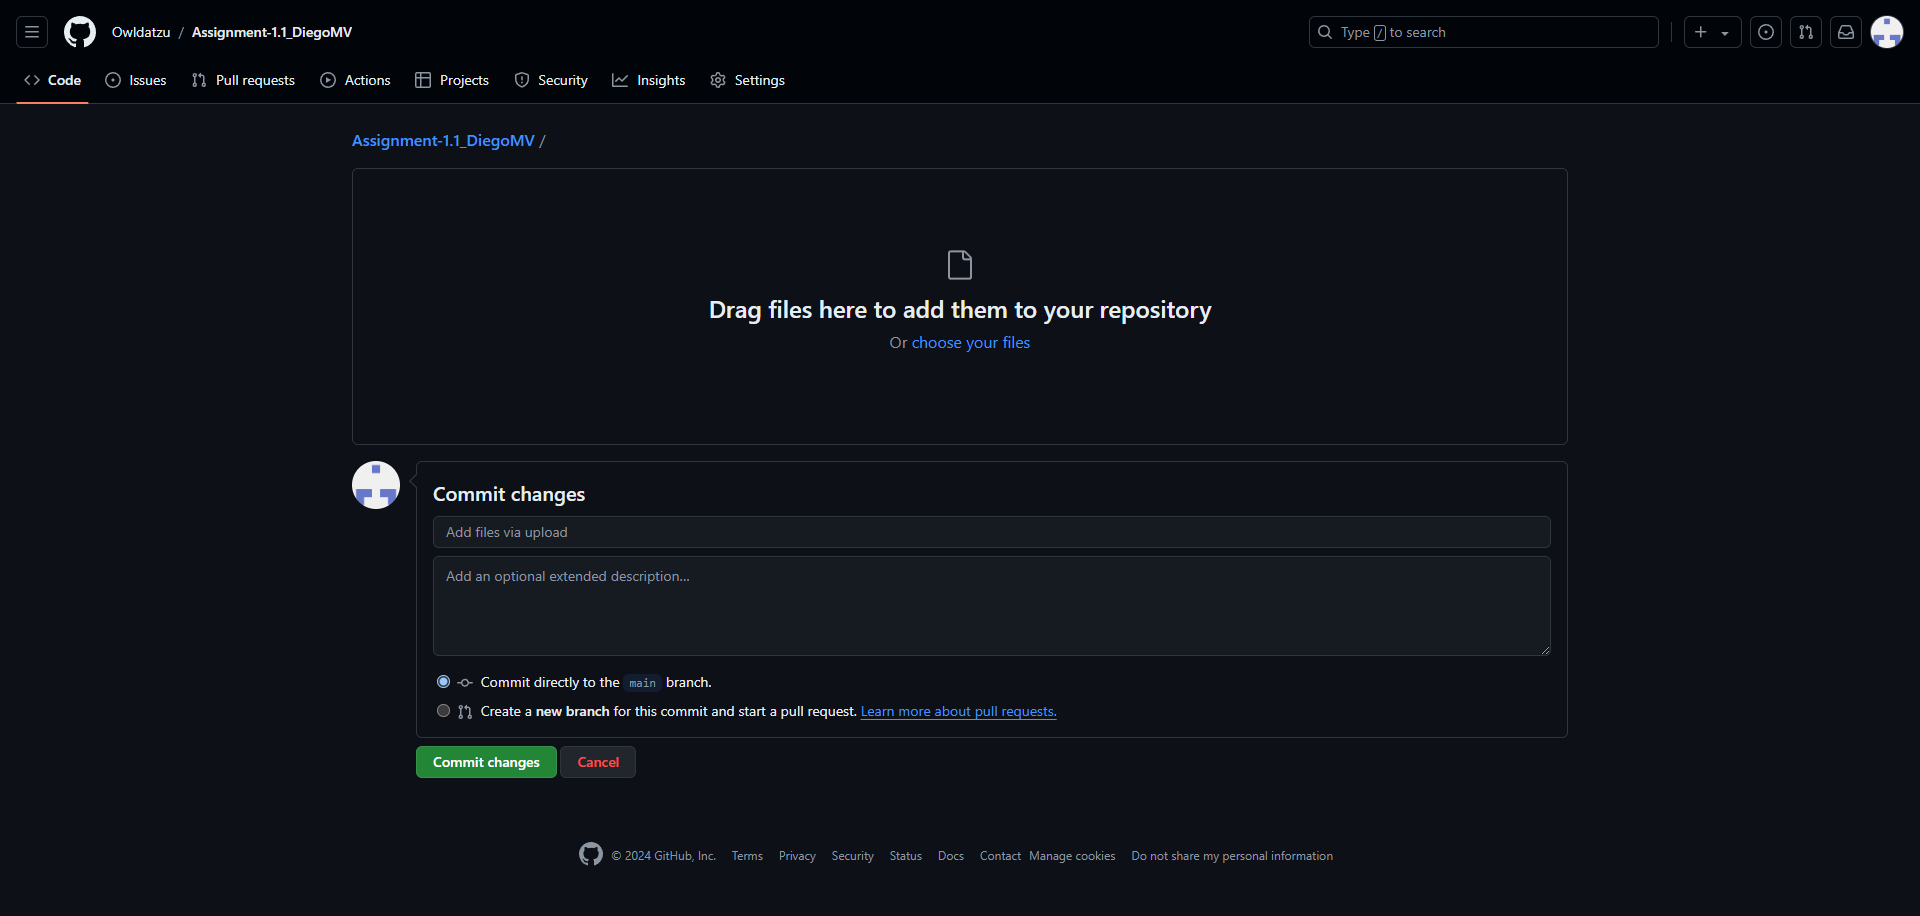 Owldatzu / Assignment-1.1_DiegoMV
Type / to search
Code Issues Pull requests Actions Projects Security Insights Settings
Assignment-1.1_DiegoMV /
Drag files here to add them to your repository
Or choose your files
Commit changes
Add files via upload
Add an optional extended description...
Commit directly to the main branch.
Create a new branch for this commit and start a pull request. Learn more about pull requests.
Commit changes Cancel
© 2024 GitHub, Inc. Terms Privacy Security Status Docs Contact Manage cookies Do not share my personal information